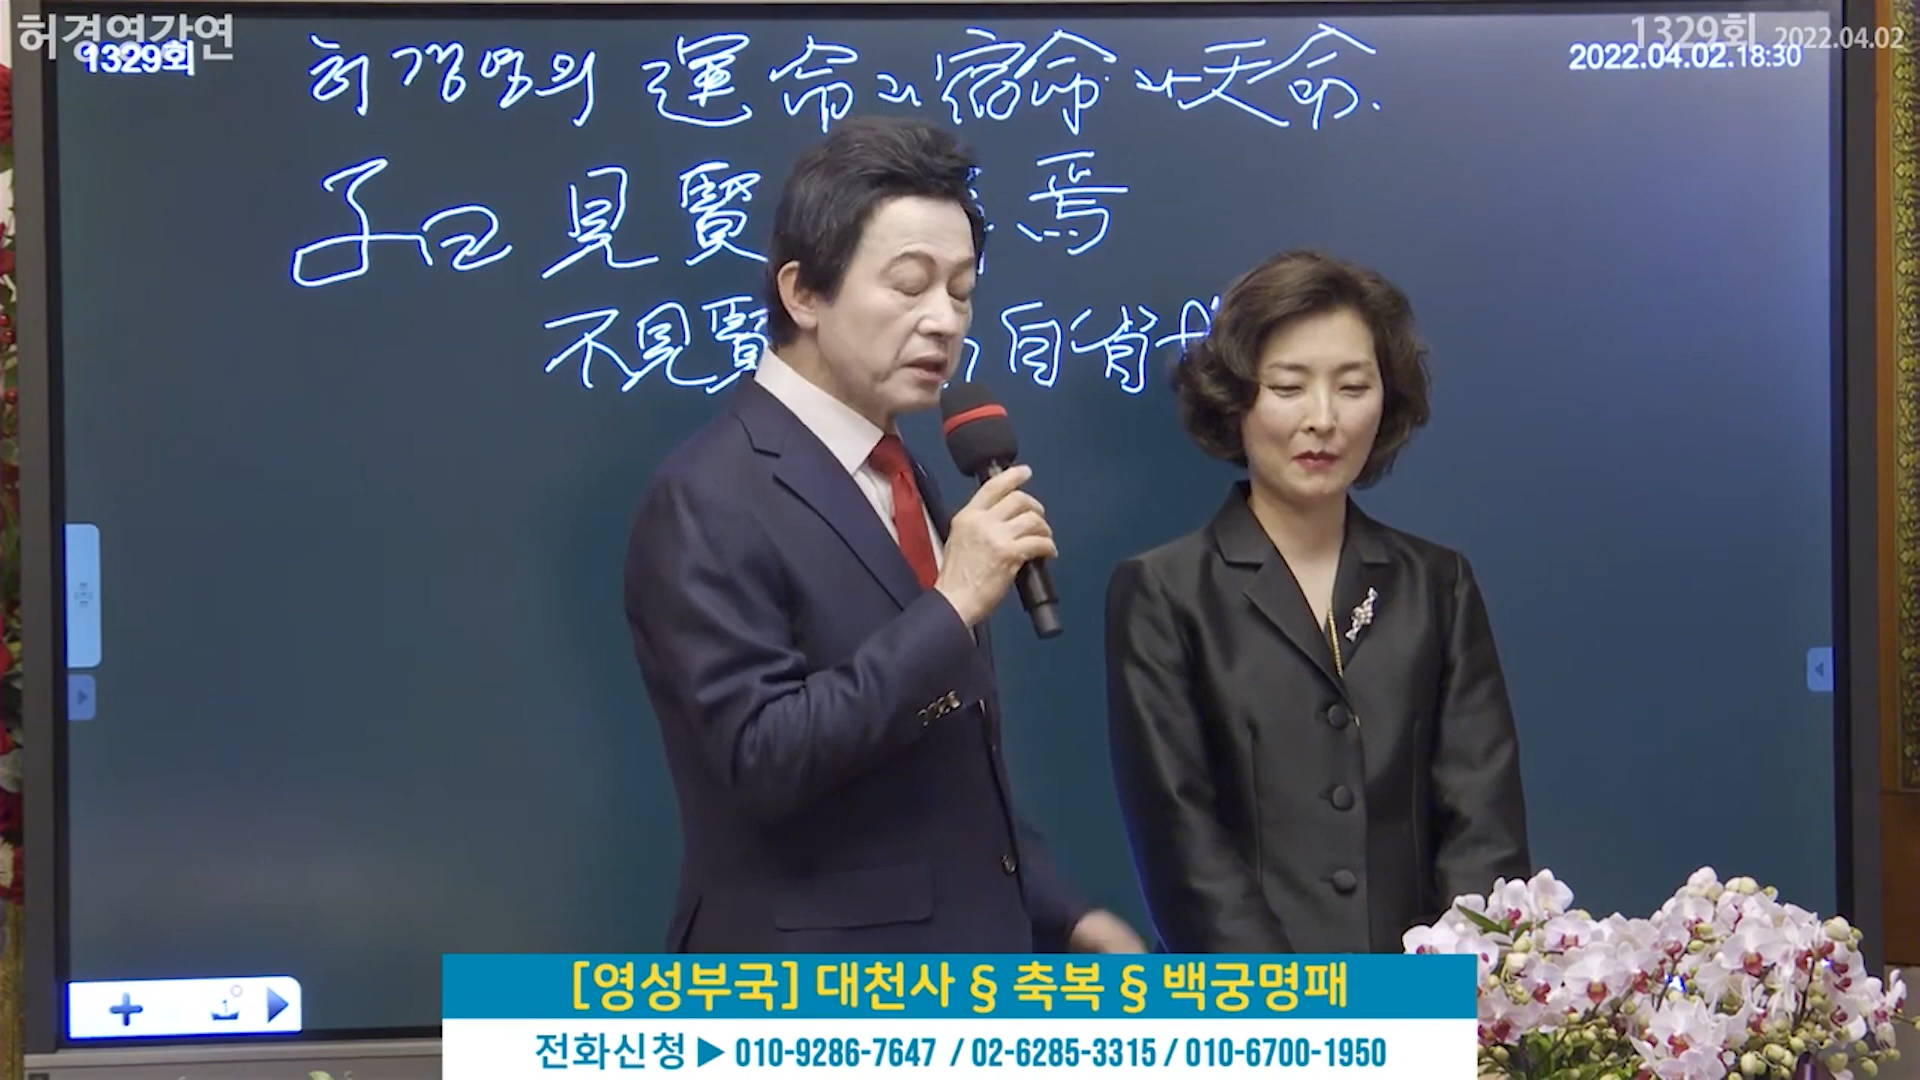 허경영강연
1329회
1329회 2022.04.02
2022.04.02.18:30
허경영의 運命과 宿命과 天命.
子曰 見賢 焉
不見賢 自省也
[영성부국] 대천사 § 축복 § 백궁명패
전화신청 ▶ 010-9286-7647 / 02-6285-3315 / 010-6700-1950